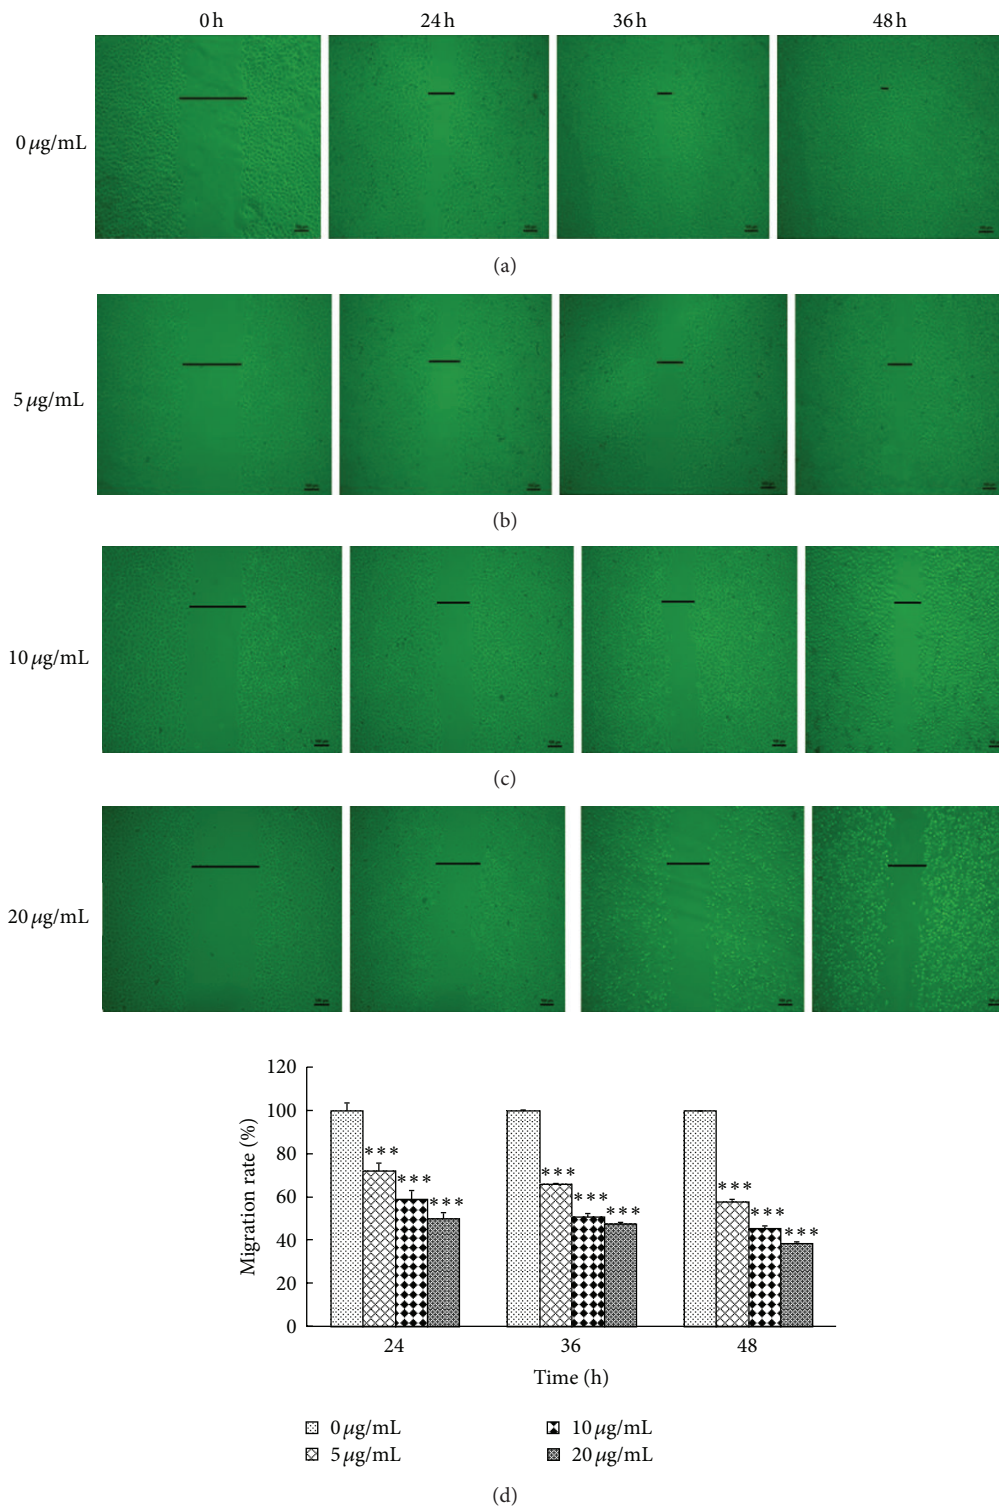 0 h 24 h 36 h 48 h
0 µg/mL
(a)
5 µg/mL
(b)
10 µg/mL
(c)
20 µg/mL
120
100
80
60
40
20
0
Migration rate (%)
*** *** ***
*** *** ***
*** *** ***
24 36 48
Time (h)
0 µg/mL 10 µg/mL
5 µg/mL 20 µg/mL
(d)